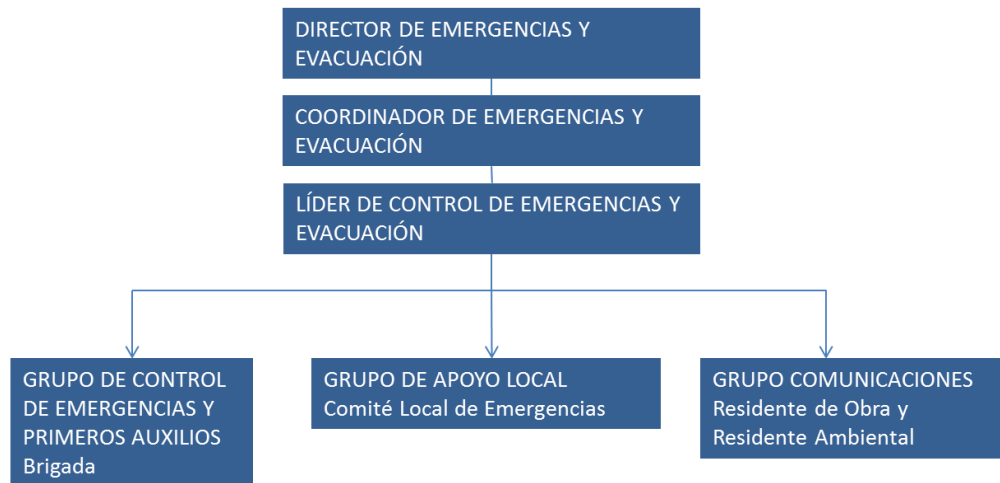 DIRECTOR DE EMERGENCIAS Y
EVACUACIÓN
COORDINADOR DE EMERGENCIAS Y
EVACUACIÓN
LÍDER DE CONTROL DE EMERGENCIAS Y
EVACUACIÓN
GRUPO DE CONTROL
DE EMERGENCIAS Y
PRIMEROS AUXILIOS
Brigada
GRUPO DE APOYO LOCAL
Comité Local de Emergencias
GRUPO COMUNICACIONES
Residente de Obra y
Residente Ambiental